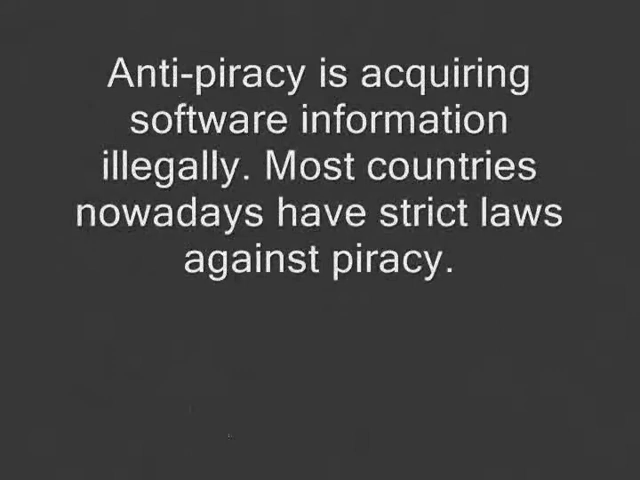 Anti-piracy is acquiring
software information
illegally. Most countries
nowadays have strict laws
against piracy.